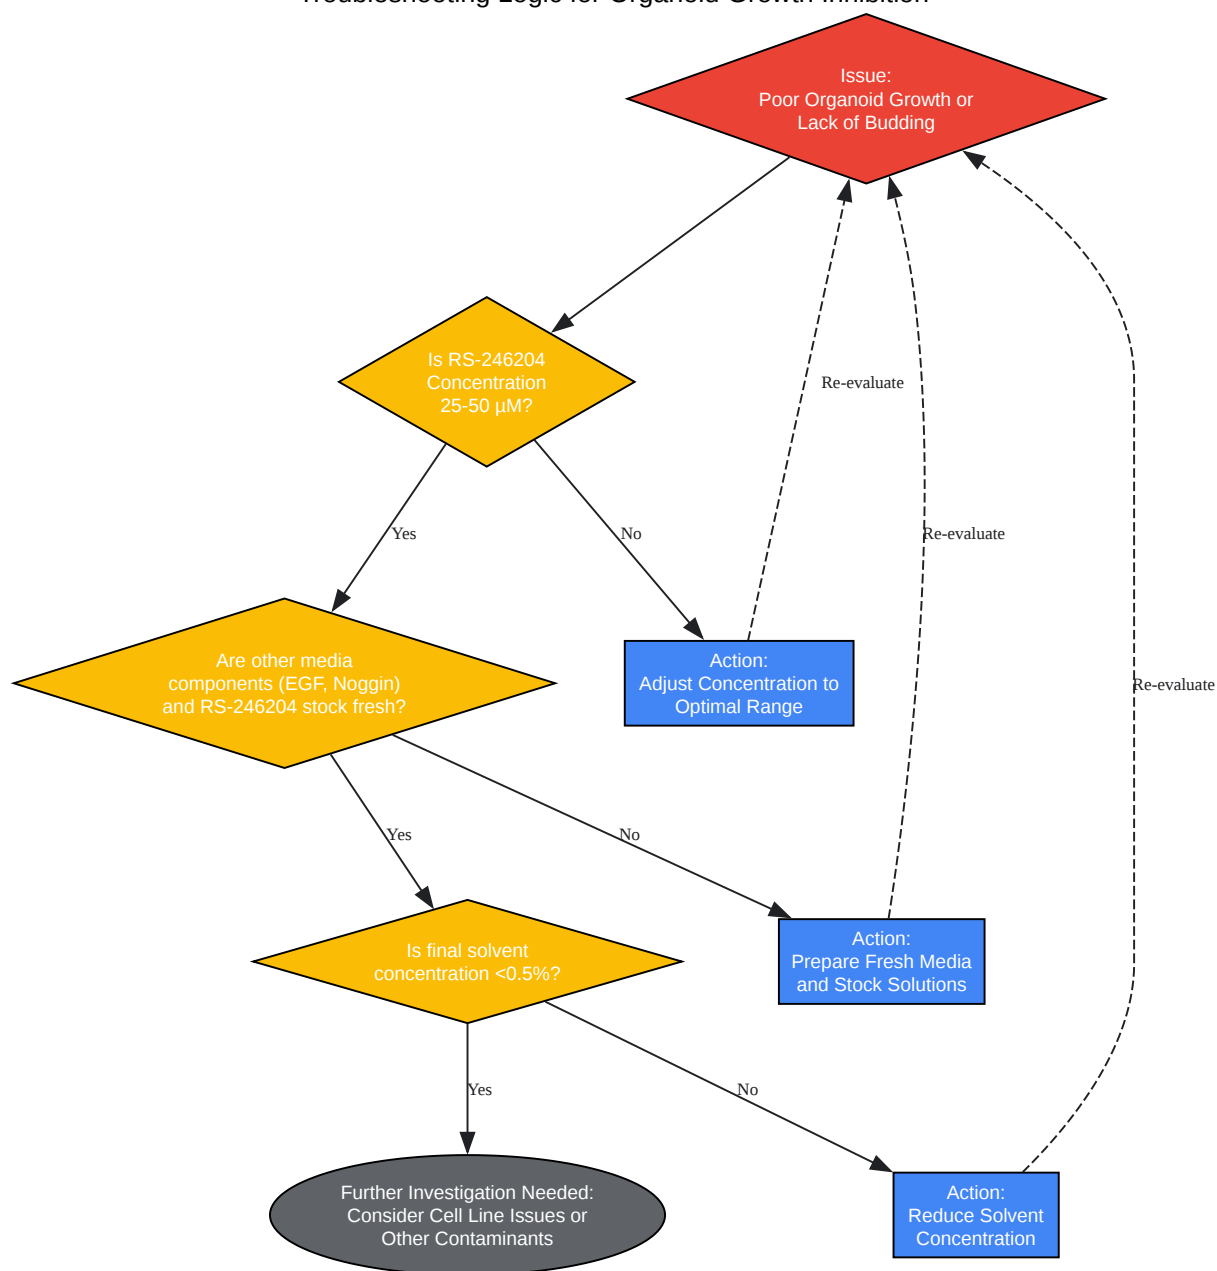 Troubleshooting Logic for Organoid Growth Inhibition
Issue:
Poor Organoid Growth or
Lack of Budding
Is RS-246204
Concentration
25-50 µM?
Re-evaluate
Yes
No
Re-evaluate
Are other media
components (EGF, Noggin)
and RS-246204 stock fresh?
Action:
Adjust Concentration to
Optimal Range
Re-evaluate
Yes
No
Is final solvent
concentration <0.5%?
Action:
Prepare Fresh Media
and Stock Solutions
Yes
No
Further Investigation Needed:
Consider Cell Line Issues or
Other Contaminants
Action:
Reduce Solvent
Concentration